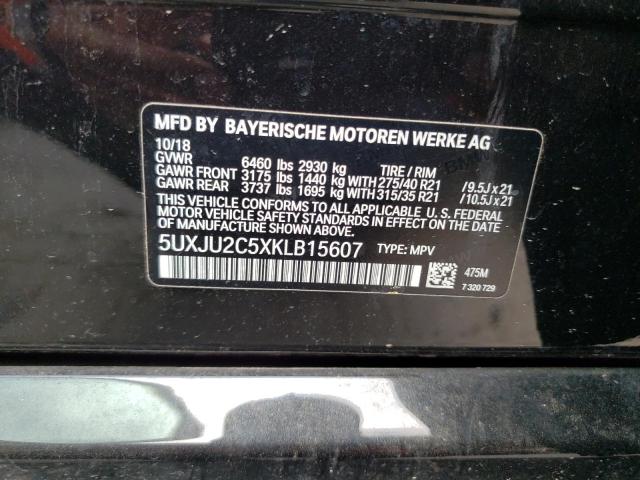 MFD BY BAYERISCHE MOTOREN WERKE AG
10/18
GVWR 6460 lbs 2930 kg TIRE / RIM
GAWR FRONT 3175 lbs 1440 kg WITH 275/40 R21 /9.5J x 21
GAWR REAR 3737 lbs 1695 kg WITH 315/35 R21 /10.5J x 21
THIS VEHICLE CONFORMS TO ALL APPLICABLE U.S. FEDERAL
MOTOR VEHICLE SAFETY STANDARDS IN EFFECT ON THE
DATE OF MANUFACTURE SHOWN ABOVE.
5UXJU2C5XKLB15607 TYPE: MPV
475M
7 320 729